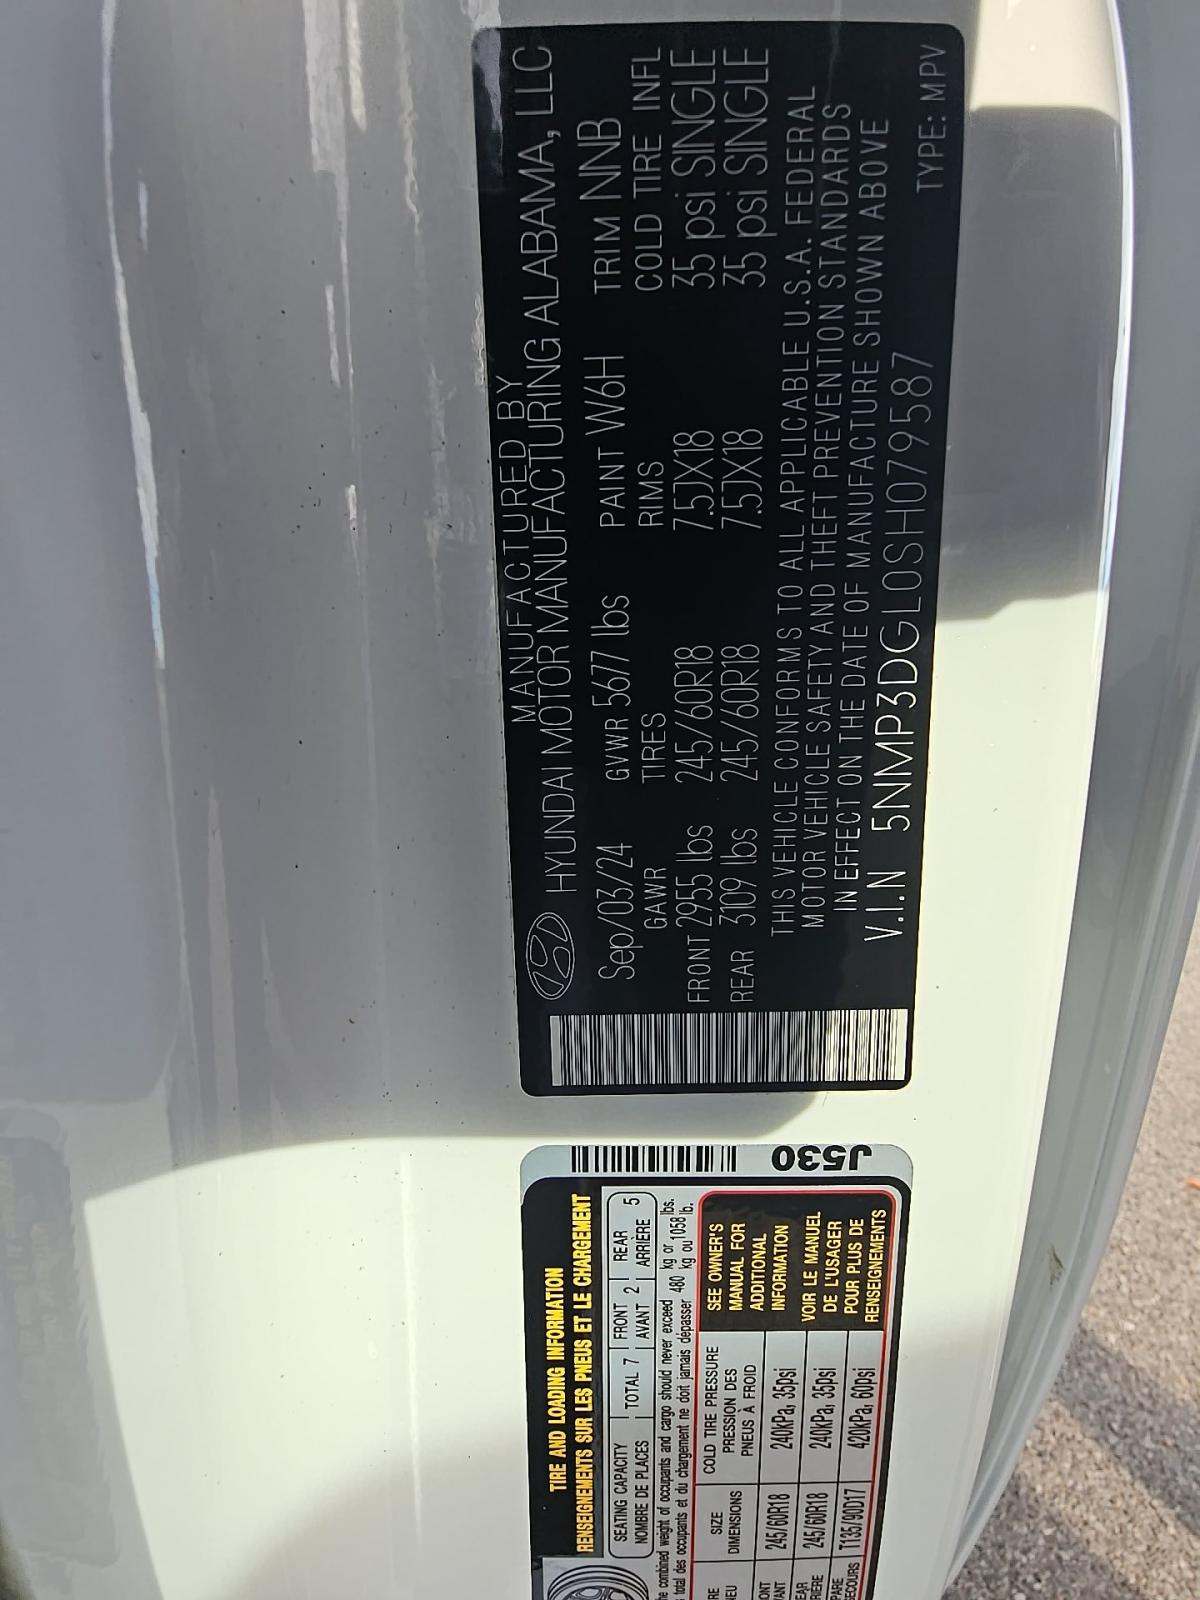 MANUFACTURED BY
HYUNDAI MOTOR MANUFACTURING ALABAMA, LLC
Sep/03/24 GVWR 5677 lbs PAINT W6H TRIM NNB
GAWR TIRES RIMS COLD TIRE INFL
FRONT 2955 lbs 245/60R18 7.5JX18 35 psi SINGLE
REAR 3109 lbs 245/60R18 7.5JX18 35 psi SINGLE
THIS VEHICLE CONFORMS TO ALL APPLICABLE U.S.A. FEDERAL
MOTOR VEHICLE SAFETY AND THEFT PREVENTION STANDARDS
IN EFFECT ON THE DATE OF MANUFACTURE SHOWN ABOVE
V.I.N 5NMP3DGL0SH079587 TYPE: MPV
TIRE AND LOADING INFORMATION
RENSEIGNEMENTS SUR LES PNEUS ET LE CHARGEMENT
SEATING CAPACITY
NOMBRE DE PLACES
TOTAL 7
FRONT
AVANT 2
REAR
ARRIÈRE 5
combined weight of occupants and cargo should never exceed 480 kg or 1058 lbs.
total des occupants et du chargement ne doit jamais dépasser 480 kg ou 1058 lb.
SIZE
DIMENSIONS
COLD TIRE PRESSURE
PRESSION DES
PNEUS À FROID
245/60R18 240kPa, 35psi
245/60R18 240kPa, 35psi
T135/90D17 420kPa, 60psi
SEE OWNER'S
MANUAL FOR
ADDITIONAL
INFORMATION
VOIR LE MANUEL
DE L'USAGER
POUR PLUS DE
RENSEIGNEMENTS
J530